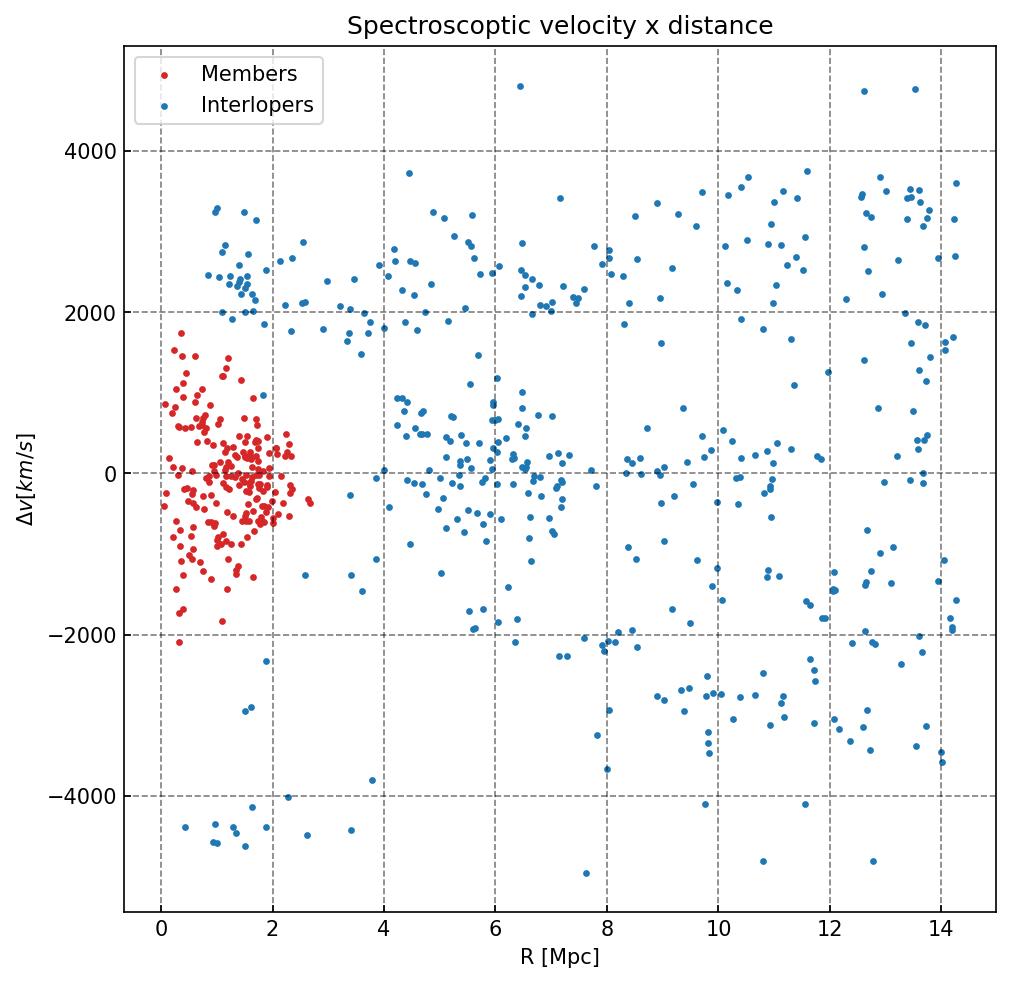 Spectroscoptic velocity x distance
Members
Interlopers
4000
2000
0
−2000
−4000
Δv[km/s]
0 2 4 6 8 10 12 14
R [Mpc]